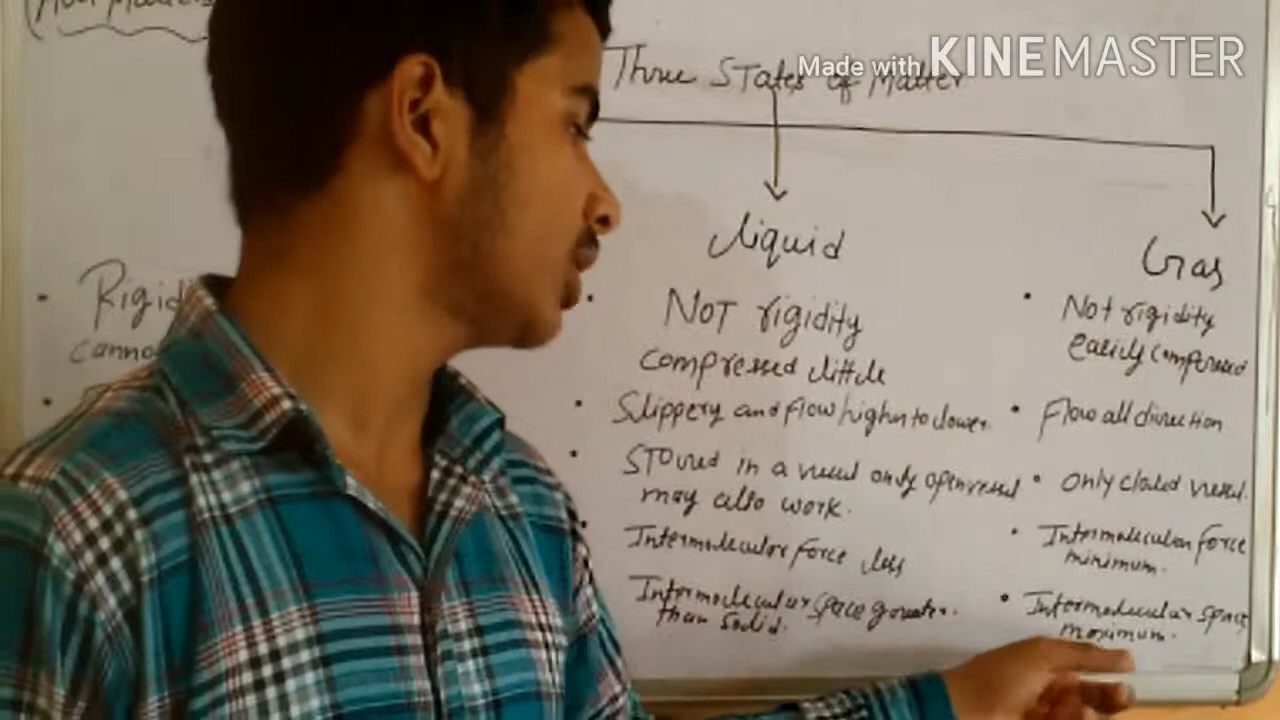 Three States of Matter
Made with KINEMASTER
Liquid
Gas
Rigid
NOT rigidity
compressed little
Not rigidity
easily compressed
canno
Slippery and flow higher to lower.
Flow all direction
Stored in a vessel only open vessel
may also work.
only closed vessel.
Intermolecular force less
Intermolecular force
minimum.
Intermolecular space greater
than solid.
Intermolecular space
maximum.